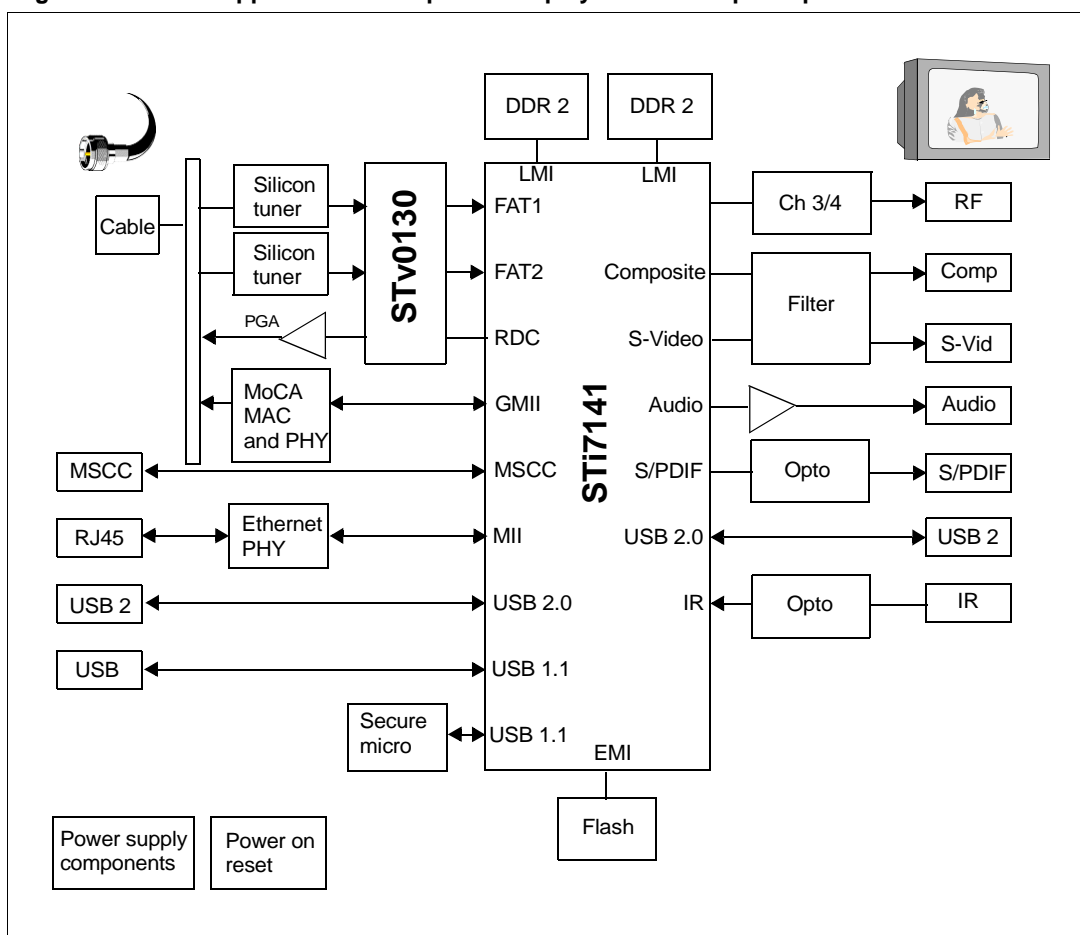 DDR 2
DDR 2
LMI
LMI
Silicon
tuner
Silicon
tuner
Cable
STv0130
PGA
MoCA
MAC
and PHY
MSCC
RJ45
Ethernet
PHY
USB 2
USB
Secure
micro
FAT1
FAT2
RDC
GMII
MSCC
MII
USB 2.0
USB 1.1
USB 1.1
STi7141
Composite
S-Video
Audio
S/PDIF
USB 2.0
IR
EMI
Flash
Ch 3/4
Filter
Opto
Opto
RF
Comp
S-Vid
Audio
S/PDIF
USB 2
IR
Power supply
components
Power on
reset